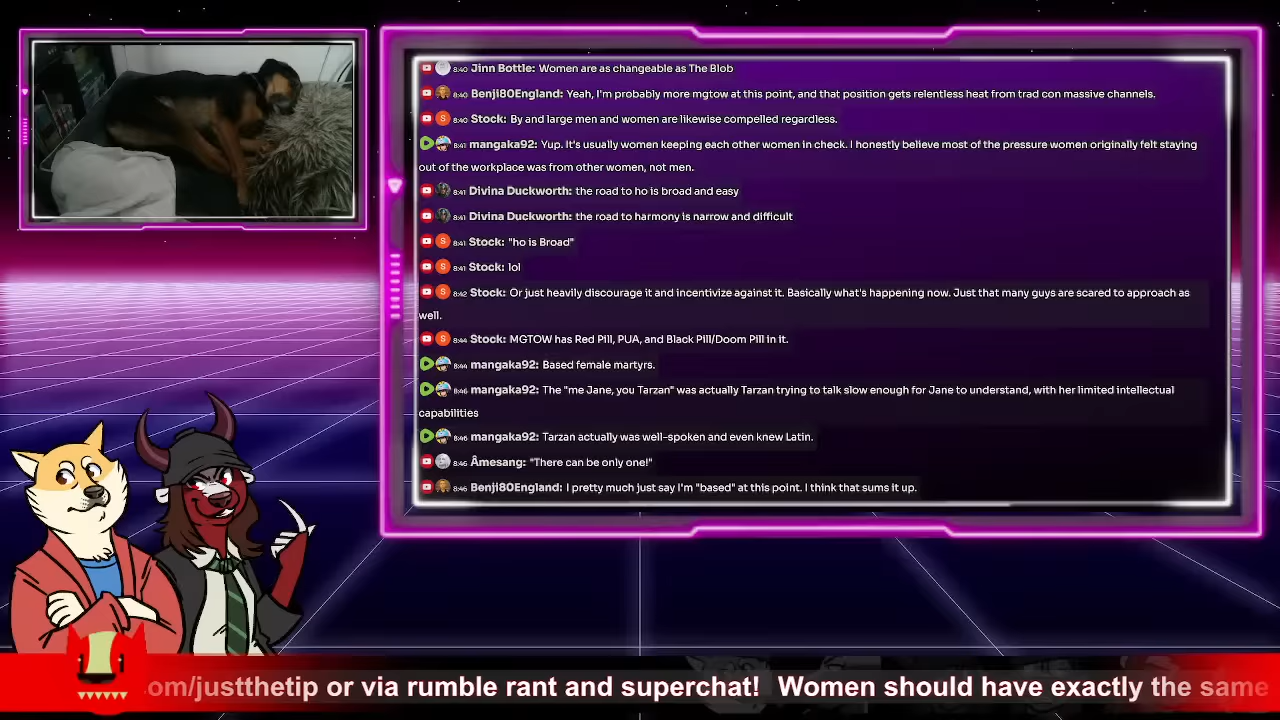 8:40 Jinn Bottle: Women are as changeable as The Blob
8:40 Benji80England: Yeah, I'm probably more mgtow at this point, and that position gets relentless heat from trad con massive channels.
S 8:40 Stock: By and large men and women are likewise compelled regardless.
8:41 mangaka92: Yup. It's usually women keeping each other women in check. I honestly believe most of the pressure women originally felt staying
out of the workplace was from other women, not men.
8:41 Divina Duckworth: the road to ho is broad and easy
8:41 Divina Duckworth: the road to harmony is narrow and difficult
S 8:41 Stock: "ho is Broad"
S 8:41 Stock: lol
S 8:42 Stock: Or just heavily discourage it and incentivize against it. Basically what's happening now. Just that many guys are scared to approach as
well.
S 8:44 Stock: MGTOW has Red Pill, PUA, and Black Pill/Doom Pill in it.
8:44 mangaka92: Based female martyrs.
8:46 mangaka92: The "me Jane, you Tarzan" was actually Tarzan trying to talk slow enough for Jane to understand, with her limited intellectual
capabilities
8:46 mangaka92: Tarzan actually was well-spoken and even knew Latin.
8:46 Âmesang: "There can be only one!"
8:46 Benji80England: I pretty much just say I'm "based" at this point. I think that sums it up.
.com/justthetip or via rumble rant and superchat! Women should have exactly the same